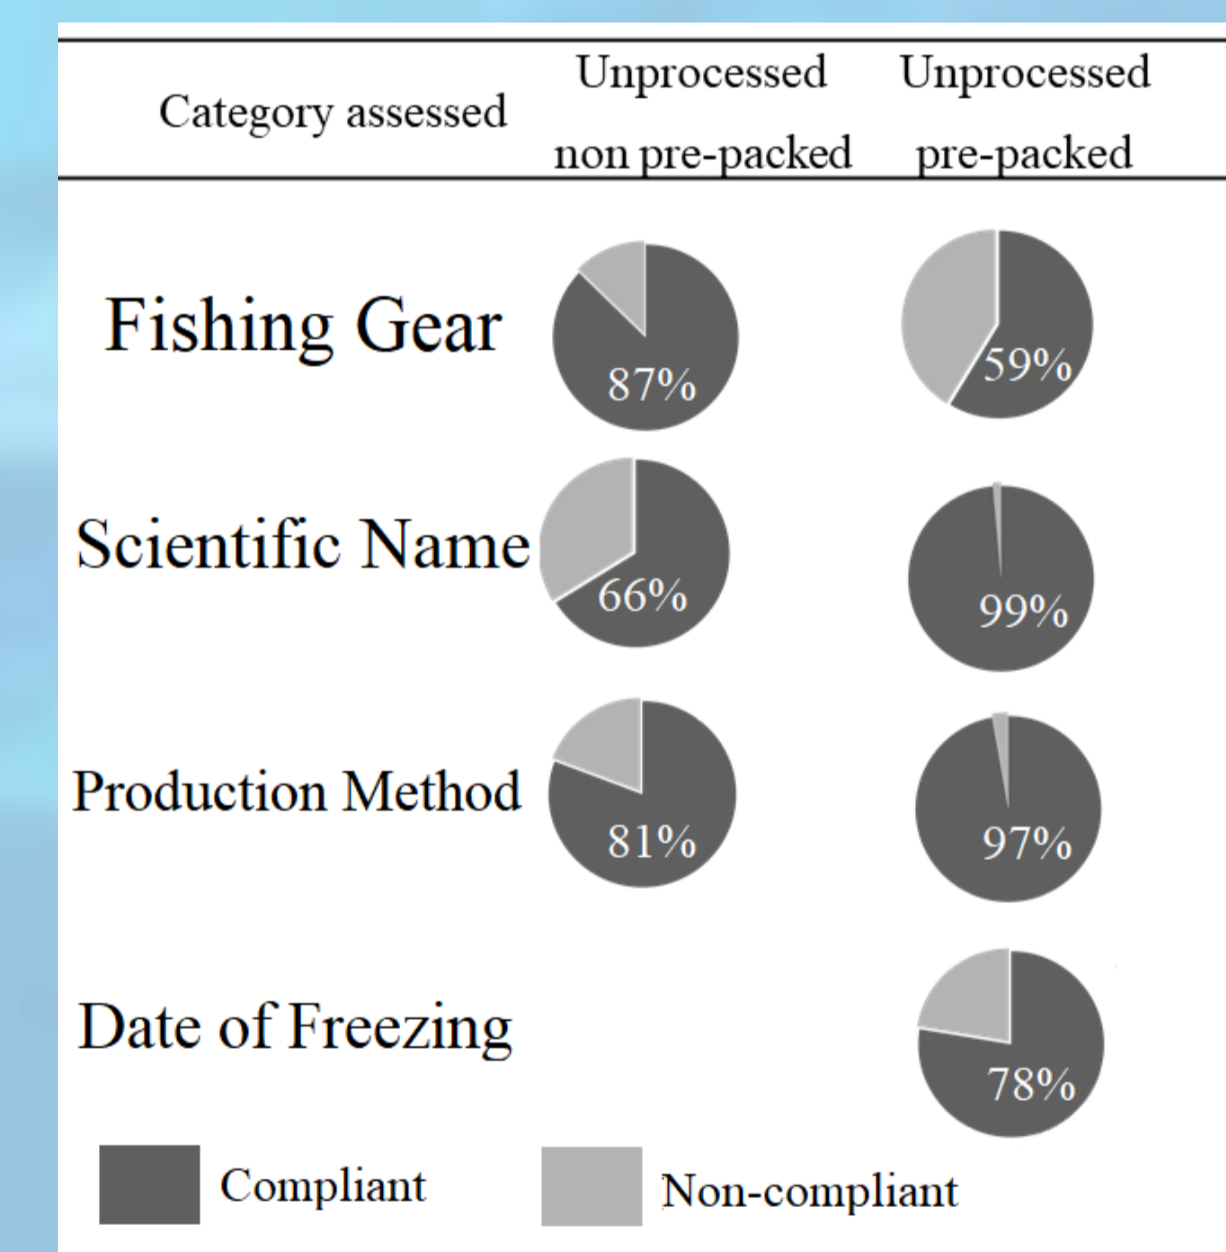 Category assessed
Unprocessed
non pre-packed
Unprocessed
pre-packed
Fishing Gear
87%
59%
Scientific Name
66%
99%
Production Method
81%
97%
Date of Freezing
78%
Compliant
Non-compliant